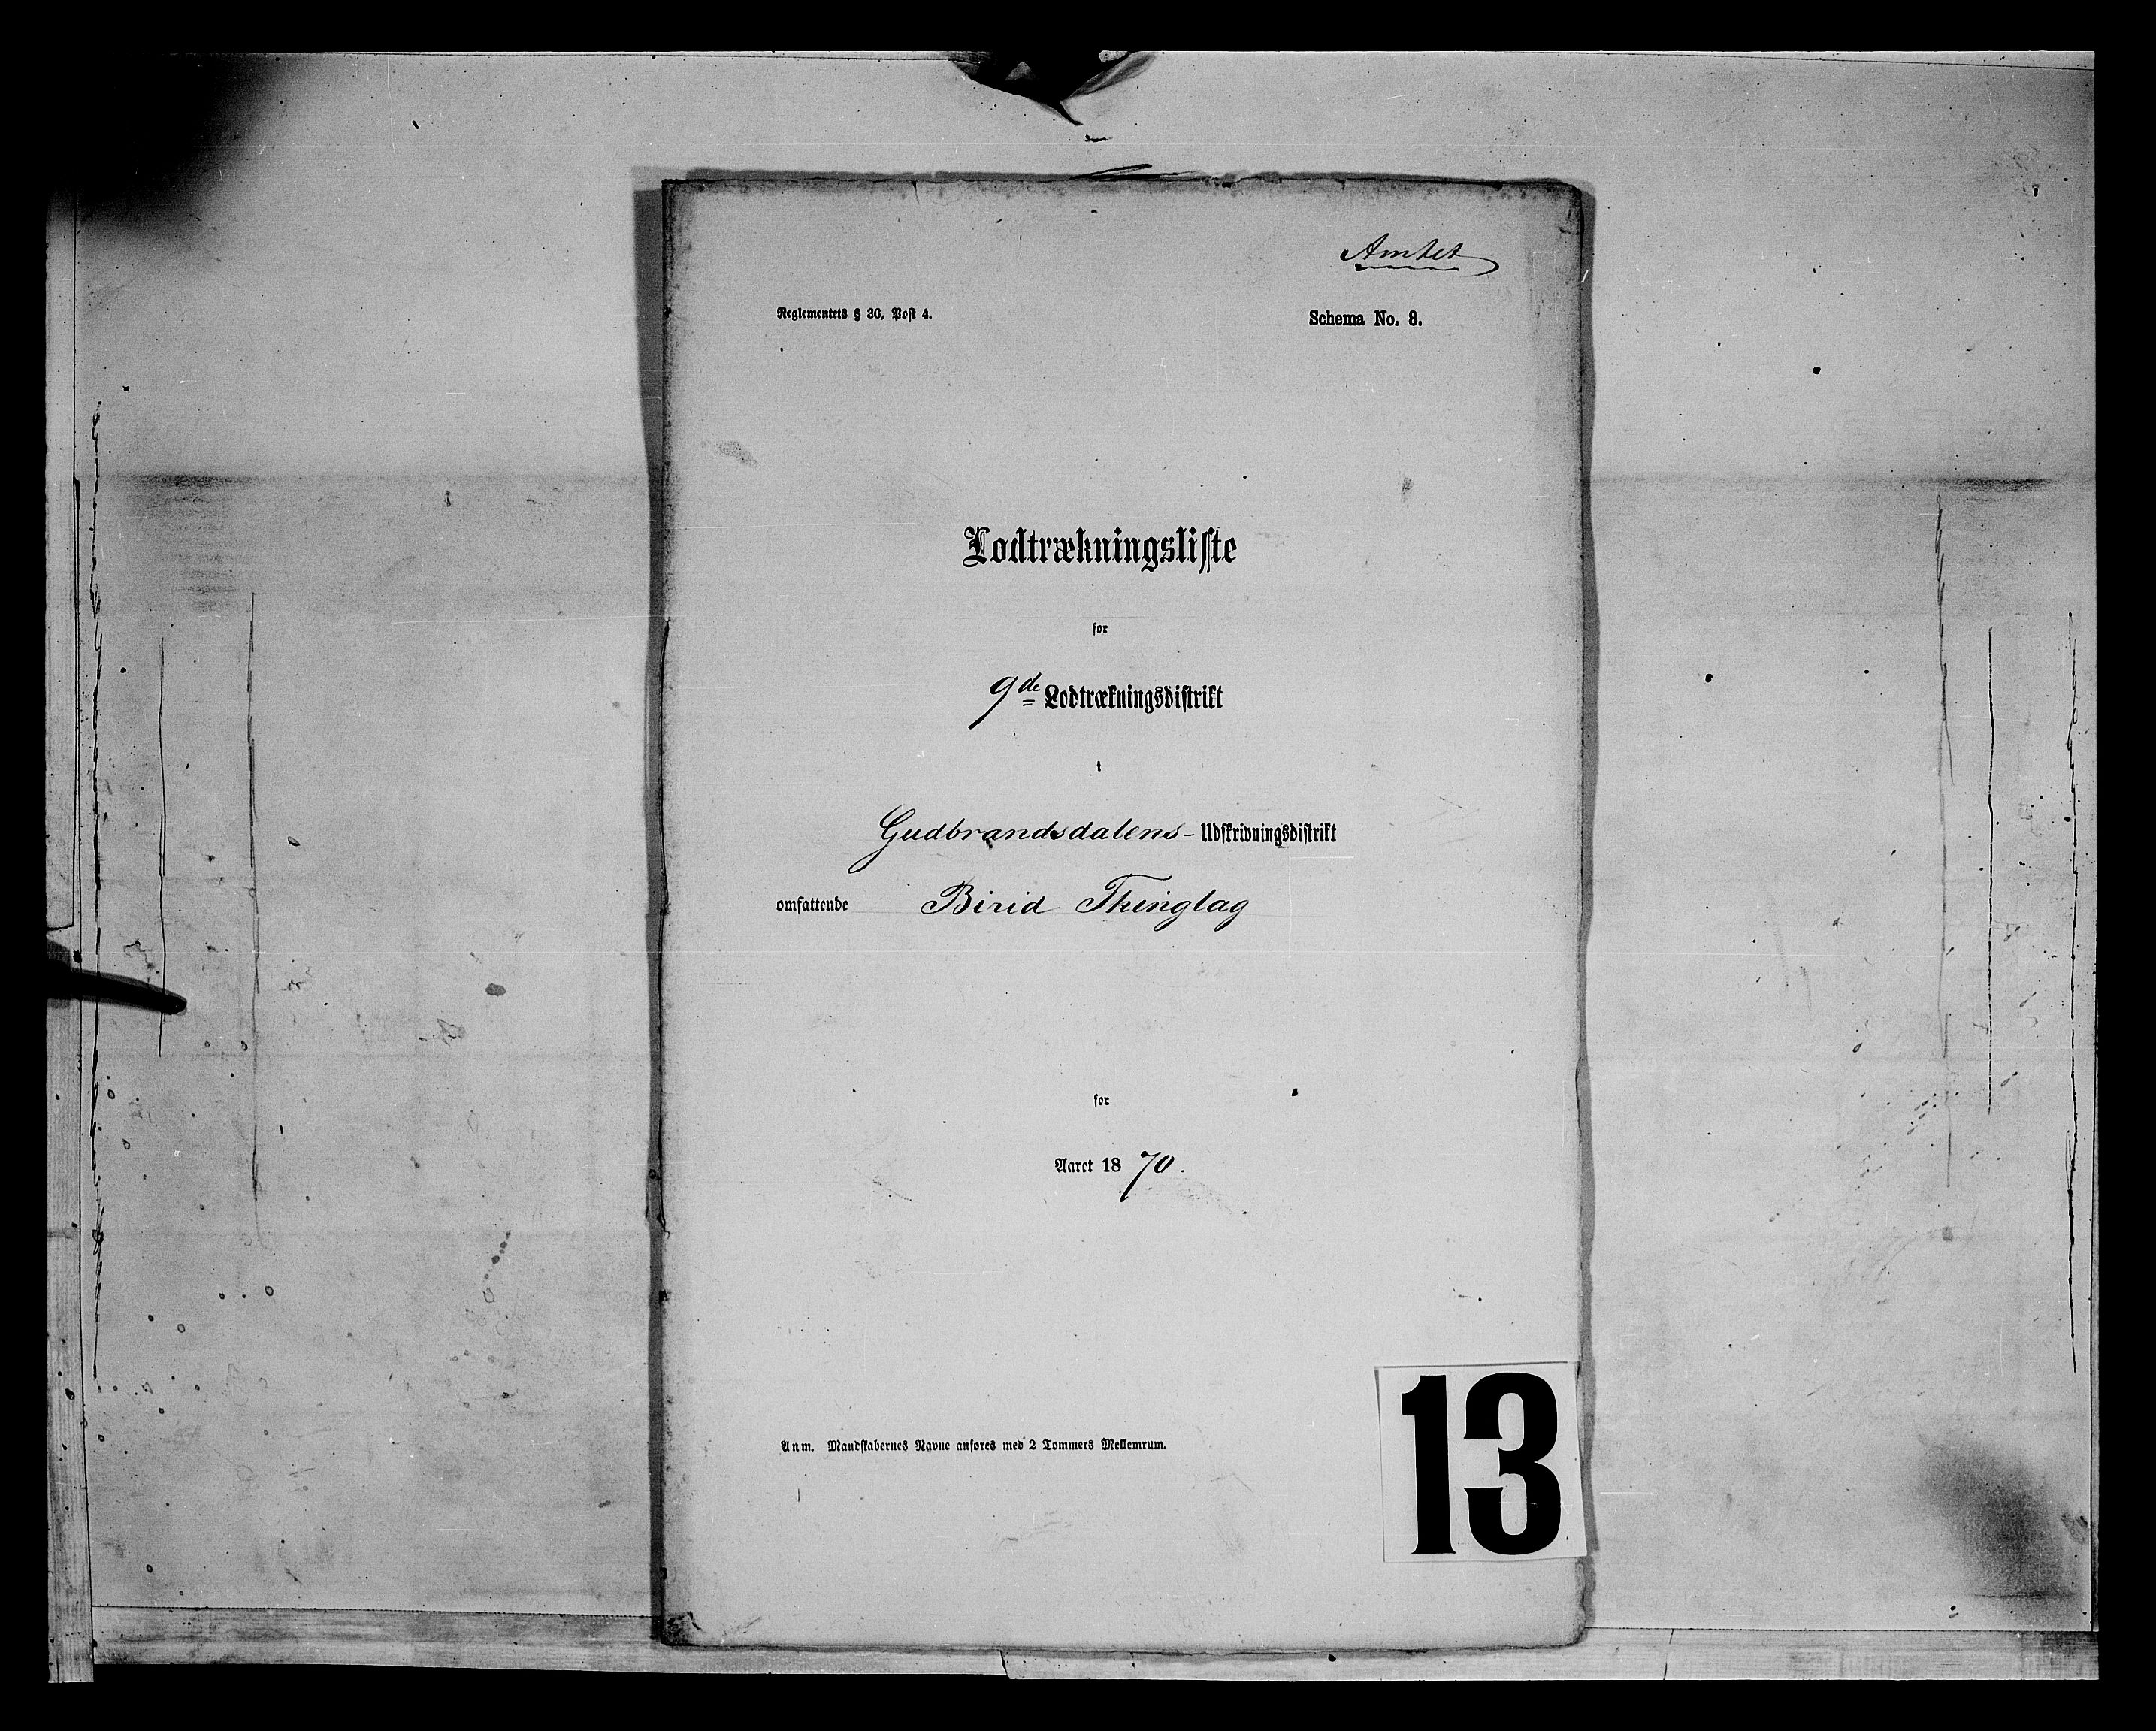 Amtet
Reglementets § 36, Post 4.
Schema No. 8.
Lodtrækningsliste
for
9de Lodtrækningsdistrikt
i
Gudbrandsdalens - Udskrivningsdistrikt
omfattende Birid Thinglag
for
Aaret 1870.
Anm. Mandskabernes Navne anføres med 2 Tommers Mellemrum.
13